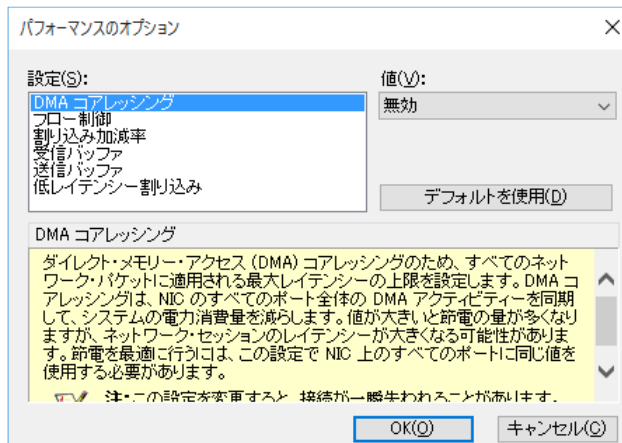 パフォーマンスのオプション
設定(S):
値(V):
DMA コアレッシング
無効
フロー制御
割り込み加減率
受信バッファ
送信バッファ
低レイテンシー割り込み
デフォルトを使用(D)
DMA コアレッシング
ダイレクト・メモリー・アクセス (DMA) コアレッシングのため、すべてのネット
ワーク・パケットに適用される最大レイテンシーの上限を設定します。DMA コ
アレッシングは、NIC のすべてのポート全体の DMA アクティビティーを同期
して、システムの電力消費量を減らします。値が大きいと節電の量が多くなり
ますが、ネットワーク・セッションのレイテンシーが大きくなる可能性がありま
す。節電を最適に行うには、この設定で NIC 上のすべてのポートに同じ値を
使用する必要があります。
注:この設定を変更すると、接続が一瞬失われることがあります。
OK(O)
キャンセル(C)